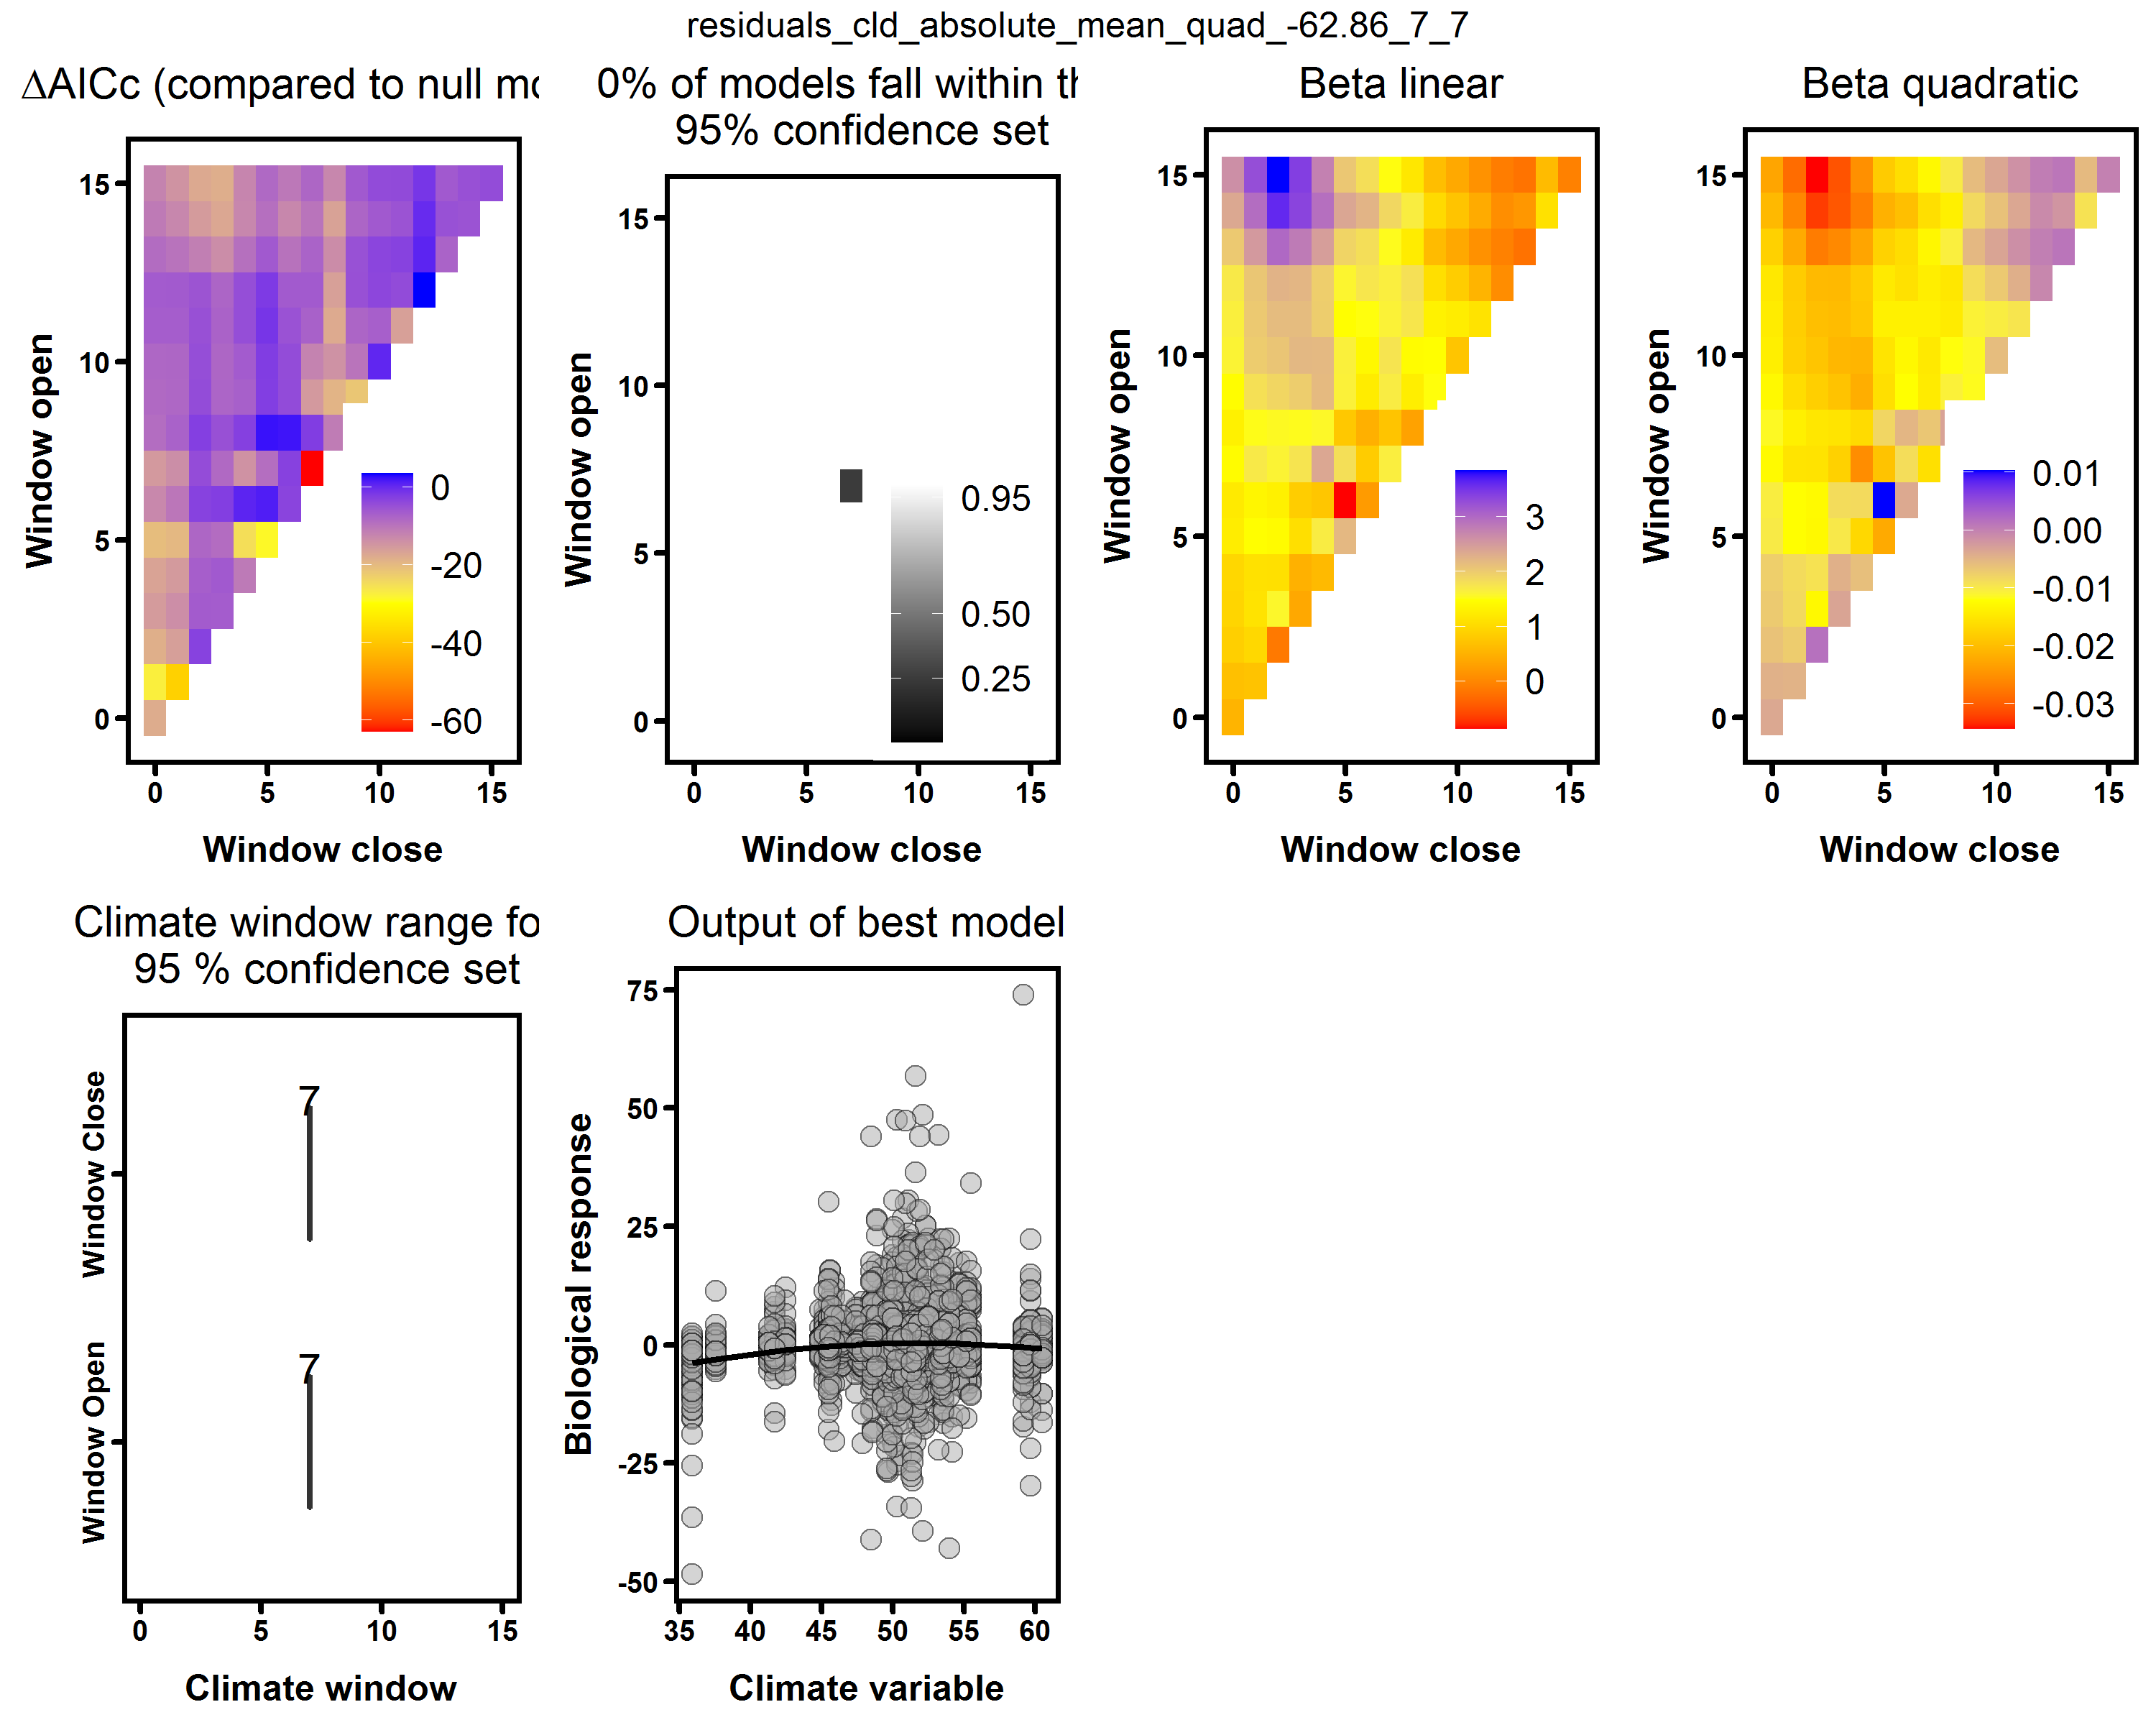 residuals_cld_absolute_mean_quad_-62.86_7_7
ΔAICc (compared to null mo
15
10
5
0
0
-20
-40
-60
0 5 10 15
Window open
Window close
0% of models fall within th
95% confidence set
15
10
5
0
0.95
0.50
0.25
0 5 10 15
Window open
Window close
Beta linear
15
10
5
0
3
2
1
0
0 5 10 15
Window open
Window close
Beta quadratic
15
10
5
0
0.01
0.00
-0.01
-0.02
-0.03
0 5 10 15
Window open
Window close
Climate window range fo
95 % confidence set
Window Close
7
Window Open
7
0 5 10 15
Climate window
Output of best model
75
50
25
0
-25
-50
35 40 45 50 55 60
Biological response
Climate variable